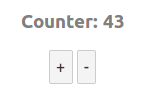 Counter: 43
+ -